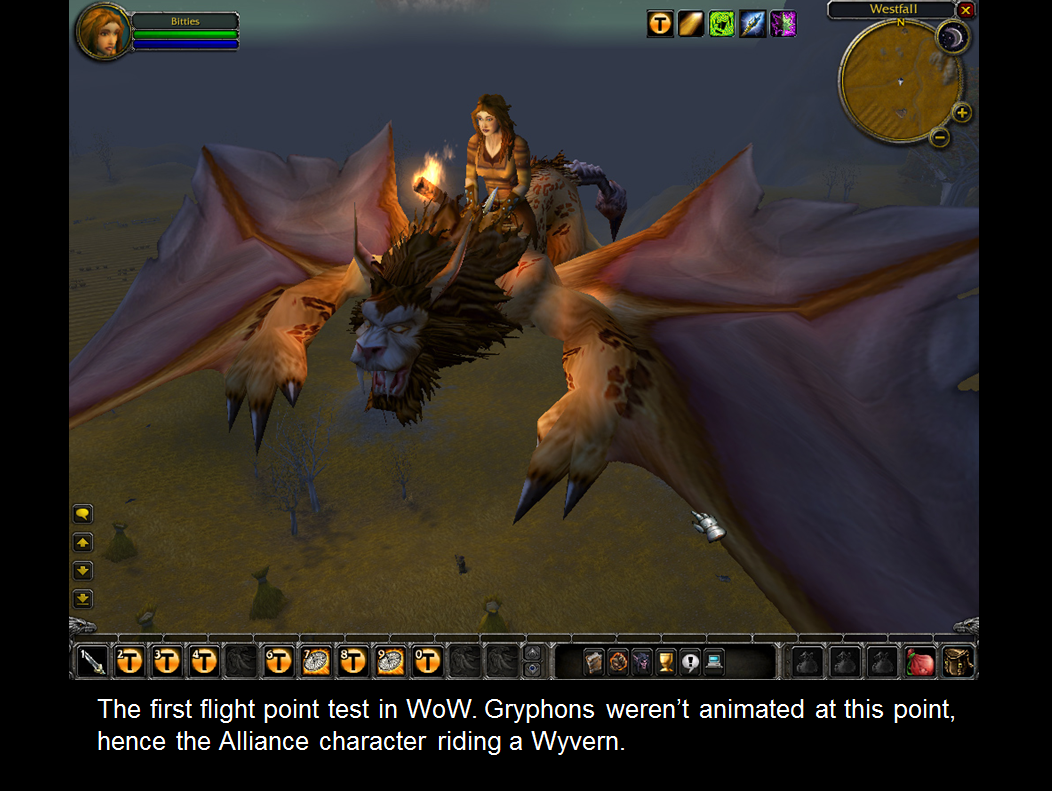 Bitties
T
Westfall
N
2 T 3 T 4 T 6 T 7 8 T 9 0 T
The first flight point test in WoW. Gryphons weren’t animated at this point,
hence the Alliance character riding a Wyvern.